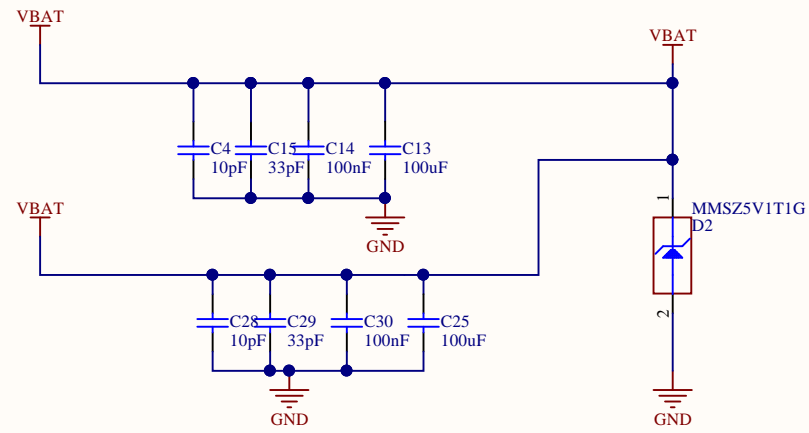 VBAT
VBAT
C4
10pF
C15
33pF
C14
100nF
C13
100uF
GND
VBAT
1
MMSZ5V1T1G
D2
2
C28
10pF
C29
33pF
C30
100nF
C25
100uF
GND
GND